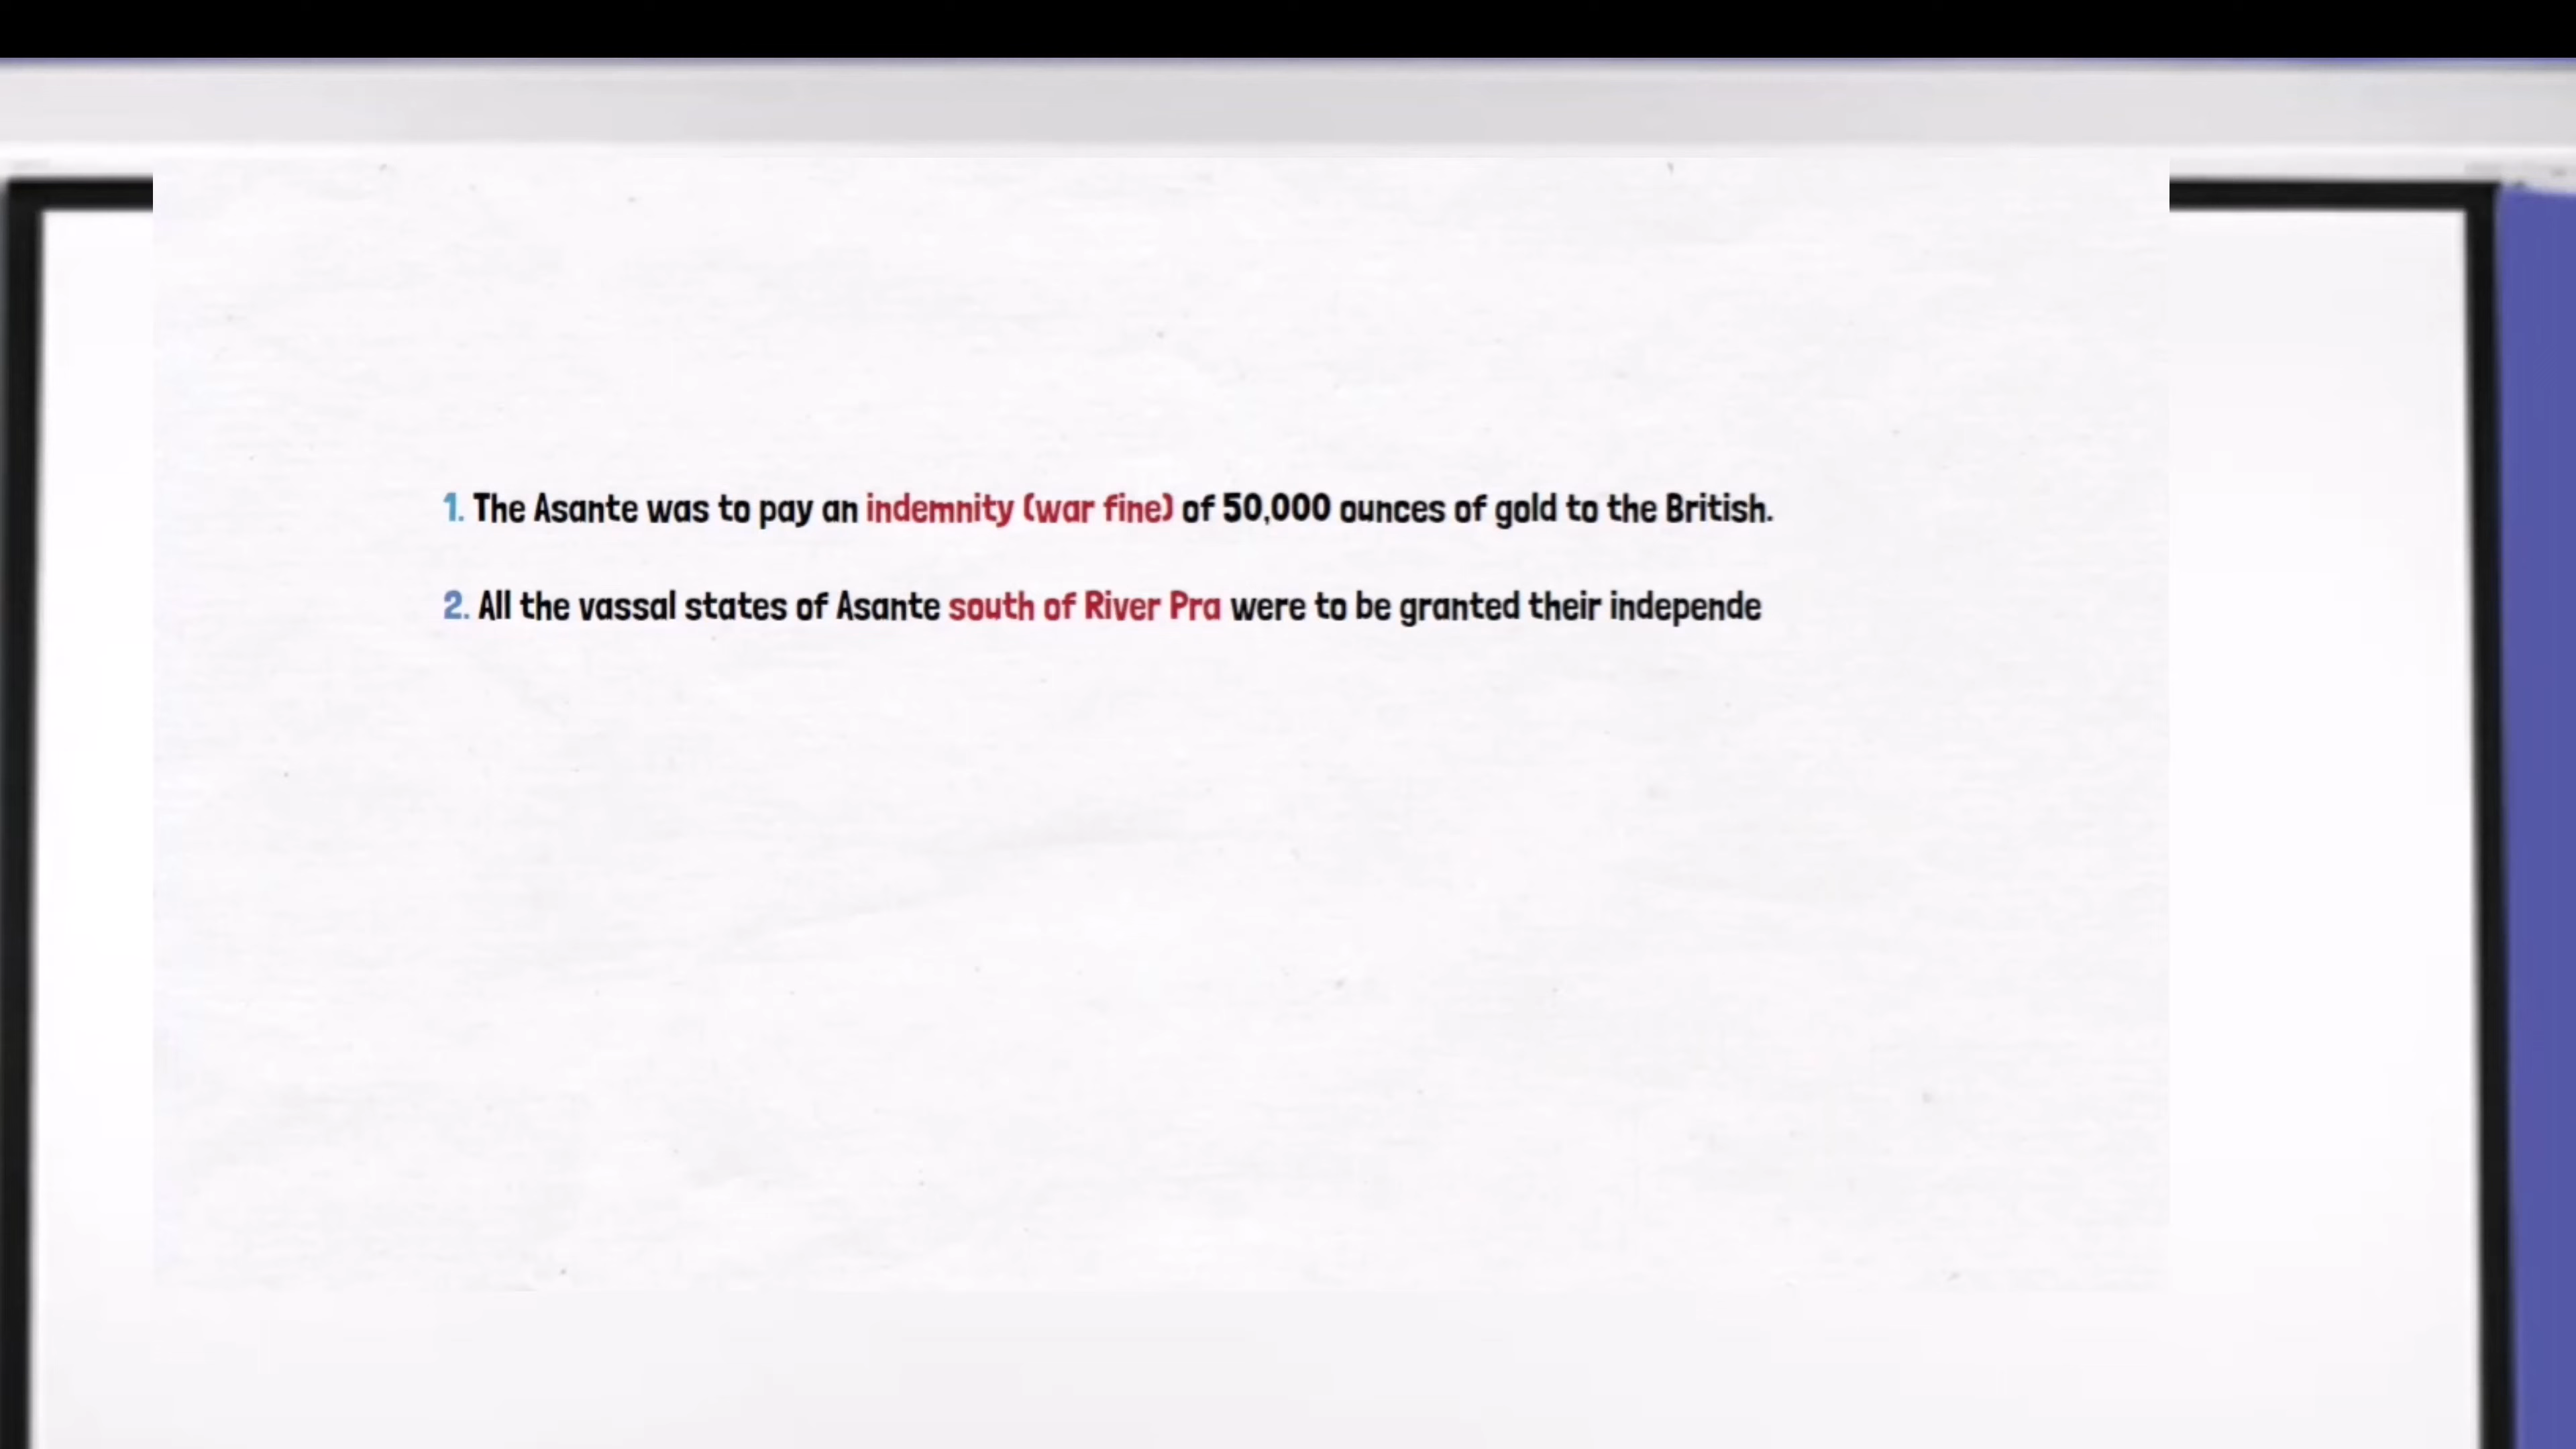 1. The Asante was to pay an indemnity (war fine) of 50,000 ounces of gold to the British.
2. All the vassal states of Asante south of River Pra were to be granted their independe